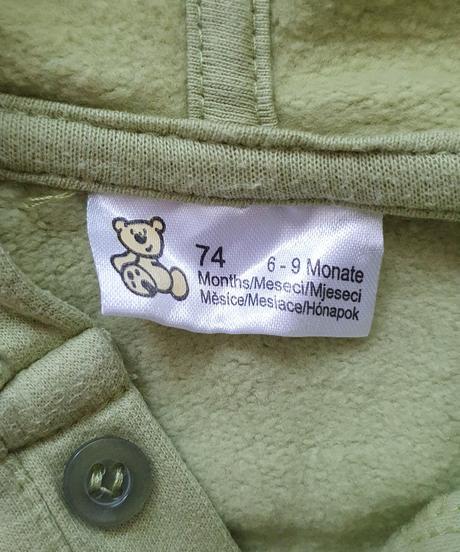 74 6 - 9 Monate
Months/Meseci/Mjeseci
Měsíce/Mesiace/Hónapok